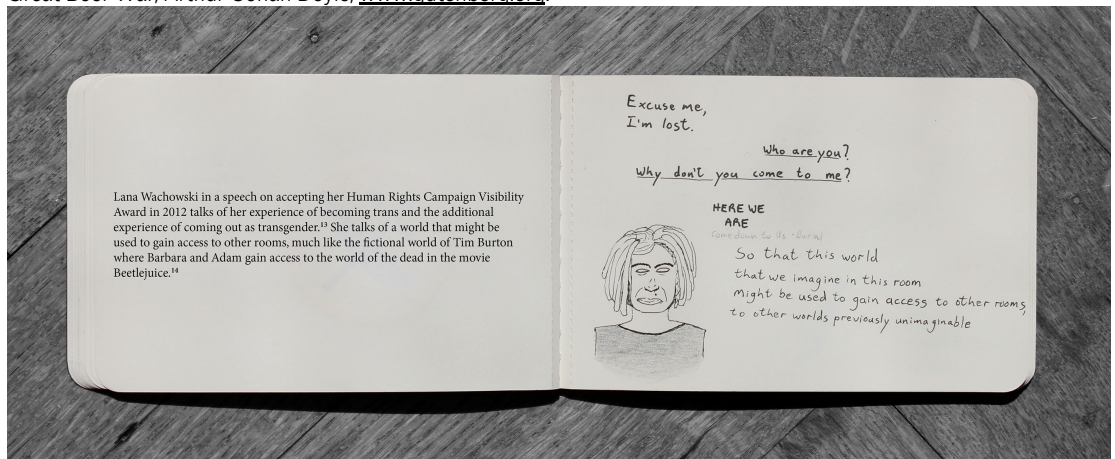 Great Boer War, Arthur Conan Doyle, www.gutenberg.org.
Lana Wachowski in a speech on accepting her Human Rights Campaign Visibility
Award in 2012 talks of her experience of becoming trans and the additional
experience of coming out as transgender.¹³ She talks of a world that might be
used to gain access to other rooms, much like the fictional world of Tim Burton
where Barbara and Adam gain access to the world of the dead in the movie
Beetlejuice.¹⁴
Excuse me,
I'm lost.
Who are you?
Why don't you come to me?
HERE WE
ARE
come down to us
So that this world
that we imagine in this room
might be used to gain access to other rooms,
to other worlds previously unimaginable